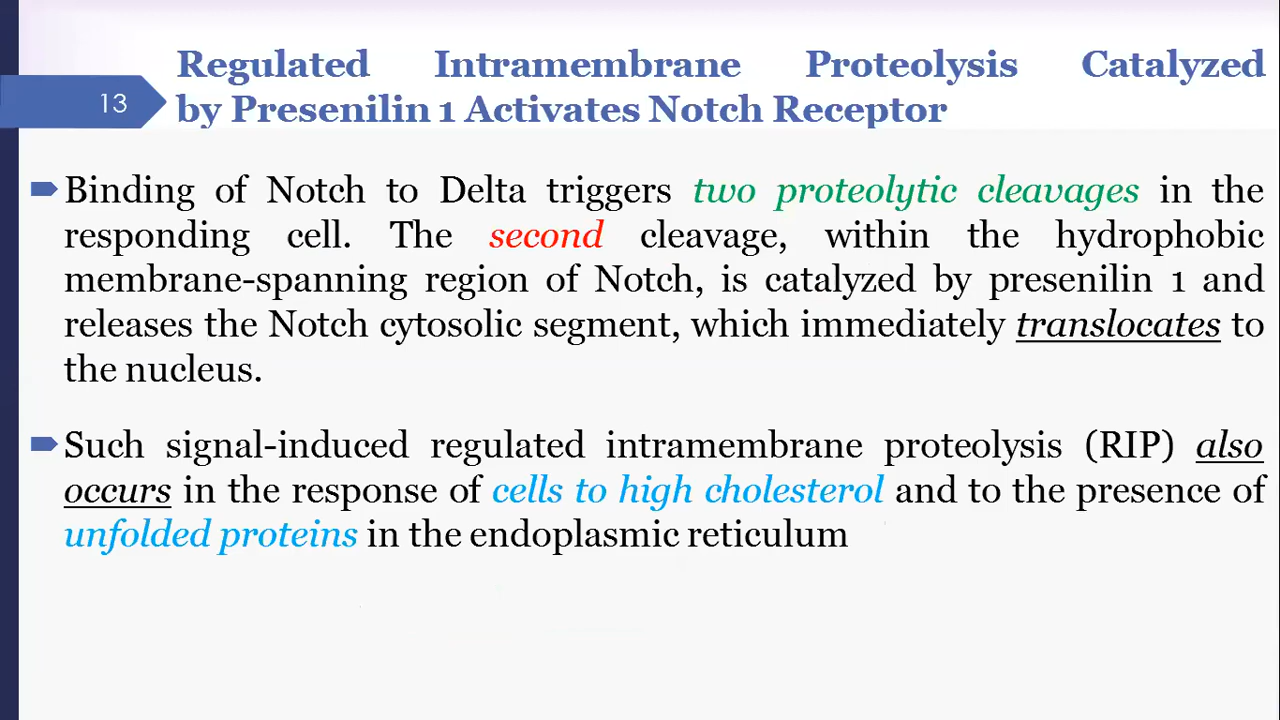 Regulated Intramembrane Proteolysis Catalyzed
13
by Presenilin 1 Activates Notch Receptor
Binding of Notch to Delta triggers two proteolytic cleavages in the
responding cell. The second cleavage, within the hydrophobic
membrane-spanning region of Notch, is catalyzed by presenilin 1 and
releases the Notch cytosolic segment, which immediately translocates to
the nucleus.
Such signal-induced regulated intramembrane proteolysis (RIP) also
occurs in the response of cells to high cholesterol and to the presence of
unfolded proteins in the endoplasmic reticulum